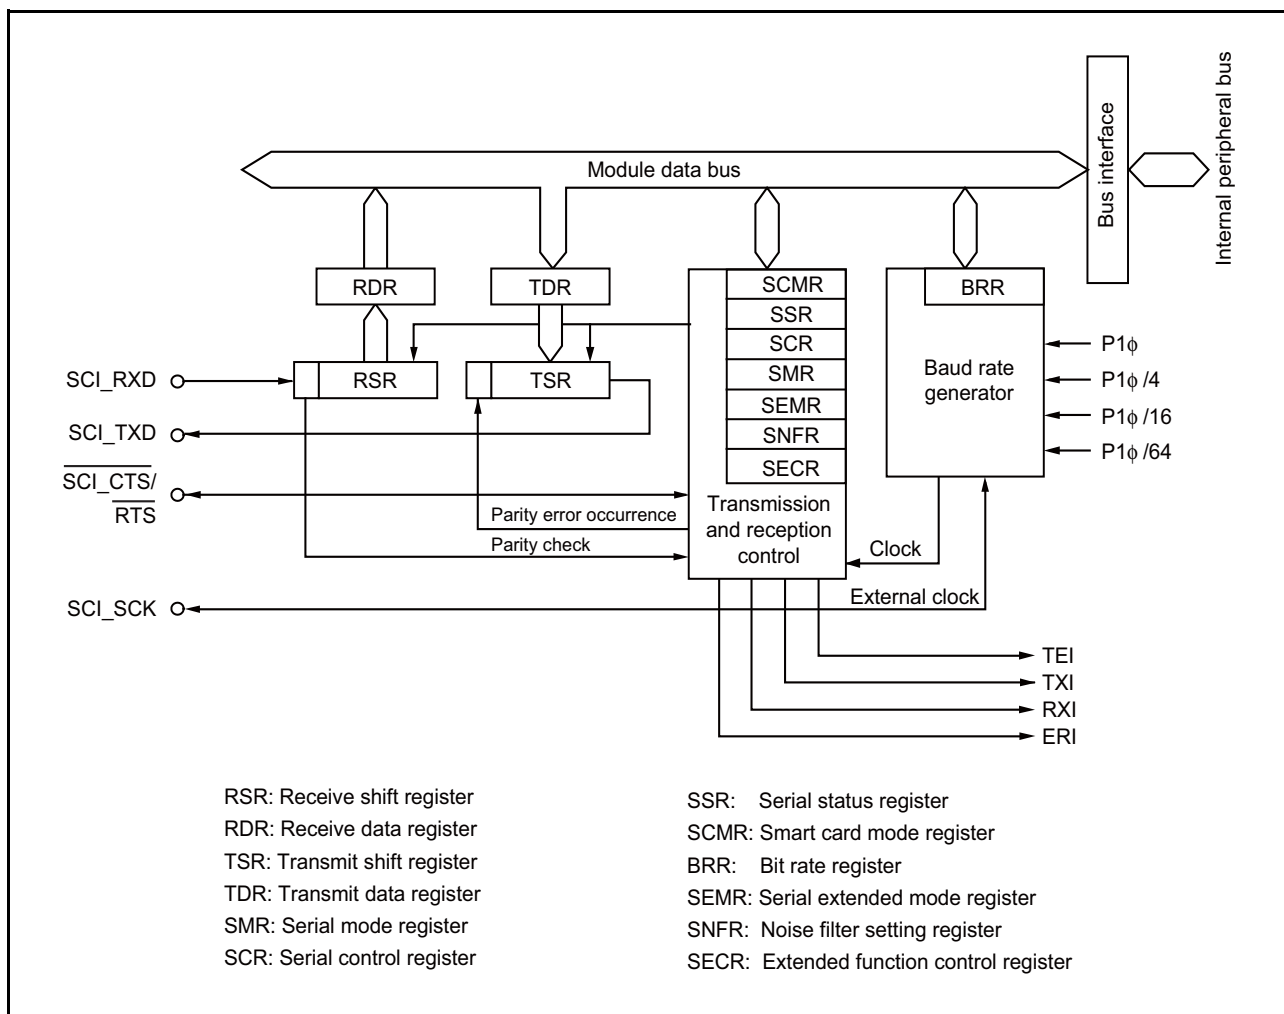 Module data bus
Bus interface
Internal peripheral bus
RDR
TDR
SCMR
BRR
SSR
SCR
SMR
SEMR
SNFR
SECR
RSR
TSR
Baud rate
generator
P1ϕ
P1ϕ /4
P1ϕ /16
P1ϕ /64
SCI_RXD
SCI_TXD
SCI_CTS/
RTS
Parity error occurrence
Parity check
Transmission
and reception
control
Clock
SCI_SCK
External clock
TEI
TXI
RXI
ERI
RSR: Receive shift register
RDR: Receive data register
TSR: Transmit shift register
TDR: Transmit data register
SMR: Serial mode register
SCR: Serial control register
SSR: Serial status register
SCMR: Smart card mode register
BRR: Bit rate register
SEMR: Serial extended mode register
SNFR: Noise filter setting register
SECR: Extended function control register